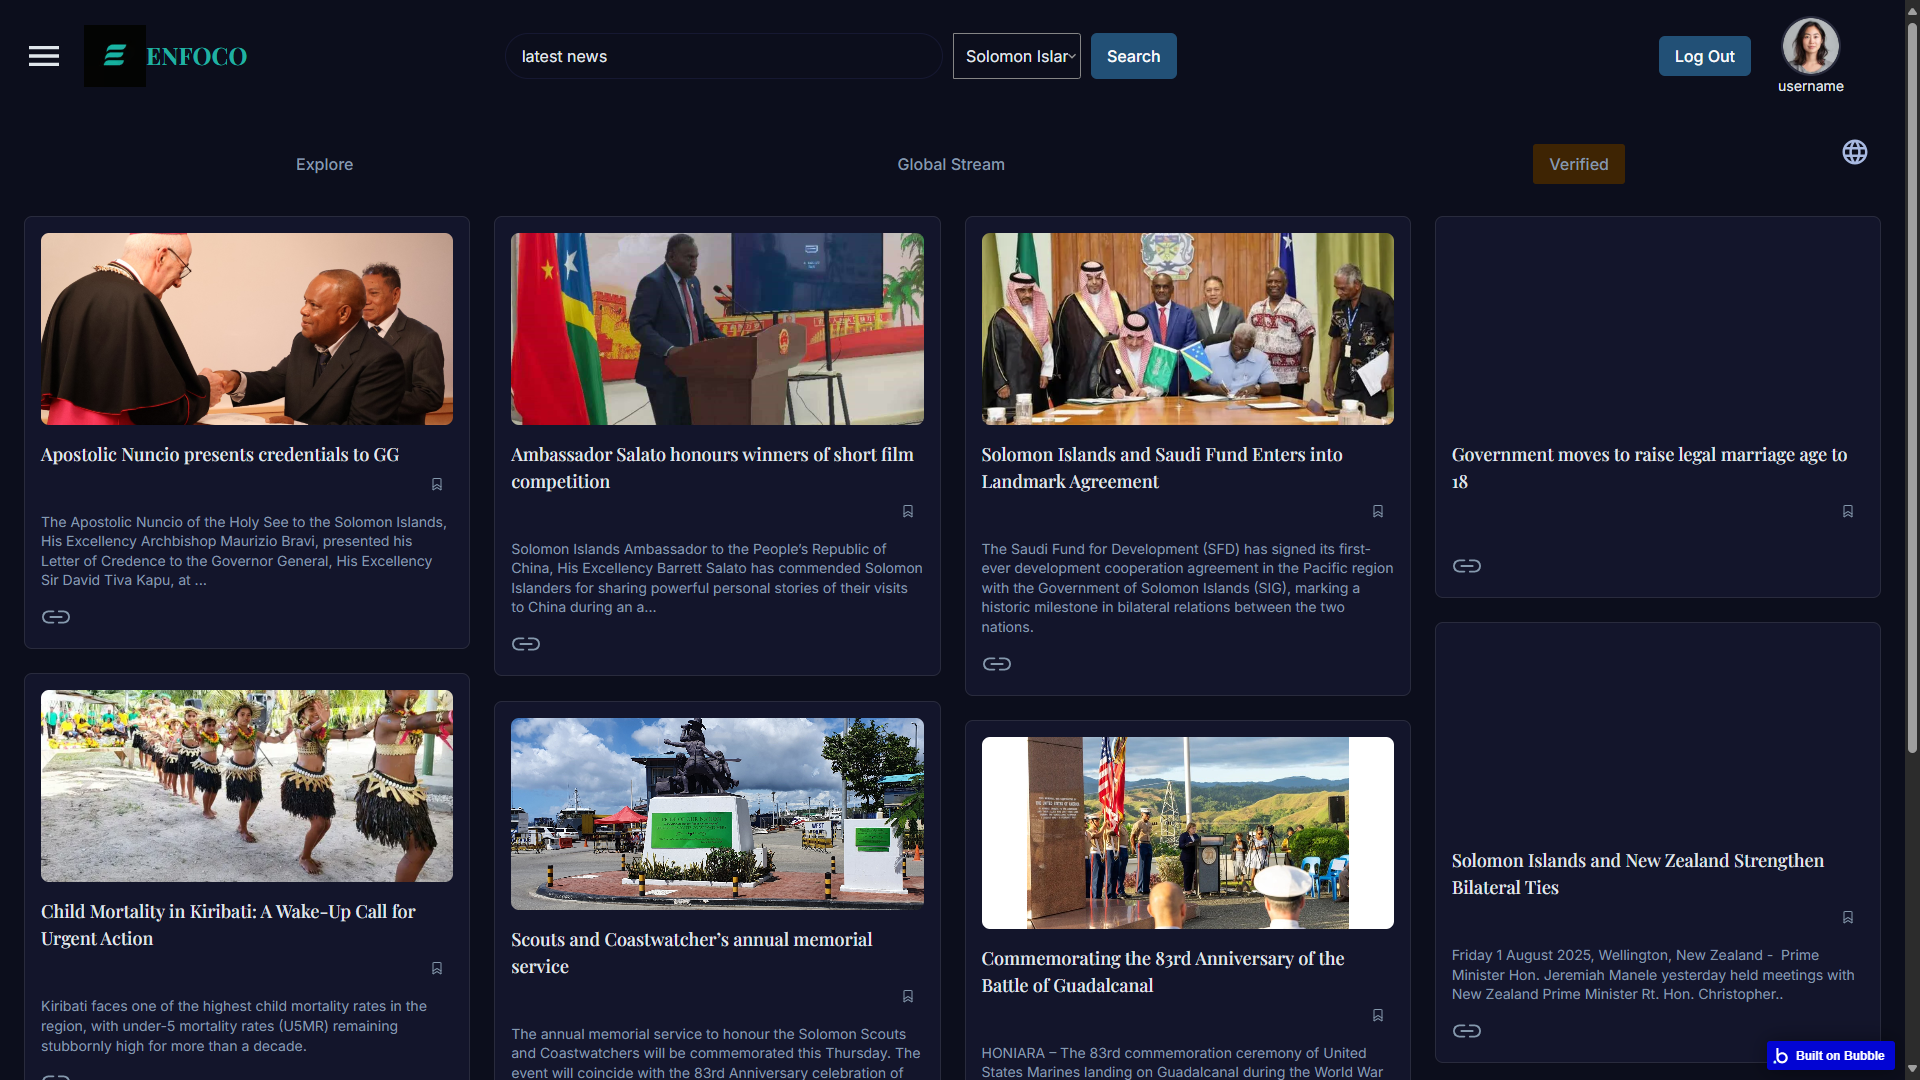 ENFOCO
latest news
Solomon Islar
Search
Log Out
username
Explore
Global Stream
Verified
Apostolic Nuncio presents credentials to GG
The Apostolic Nuncio of the Holy See to the Solomon Islands,
His Excellency Archbishop Maurizio Bravi, presented his
Letter of Credence to the Governor General, His Excellency
Sir David Tiva Kapu, at ...
Ambassador Salato honours winners of short film
competition
Solomon Islands Ambassador to the People’s Republic of
China, His Excellency Barrett Salato has commended Solomon
Islanders for sharing powerful personal stories of their visits
to China during an a...
Solomon Islands and Saudi Fund Enters into
Landmark Agreement
The Saudi Fund for Development (SFD) has signed its first-
ever development cooperation agreement in the Pacific region
with the Government of Solomon Islands (SIG), marking a
historic milestone in bilateral relations between the two
nations.
Government moves to raise legal marriage age to
18
Child Mortality in Kiribati: A Wake-Up Call for
Urgent Action
Kiribati faces one of the highest child mortality rates in the
region, with under-5 mortality rates (U5MR) remaining
stubbornly high for more than a decade.
Scouts and Coastwatcher’s annual memorial
service
The annual memorial service to honour the Solomon Scouts
and Coastwatchers will be commemorated this Thursday. The
event will coincide with the 83rd Anniversary celebration of
Commemorating the 83rd Anniversary of the
Battle of Guadalcanal
HONIARA – The 83rd commemoration ceremony of United
States Marines landing on Guadalcanal during the World War
Solomon Islands and New Zealand Strengthen
Bilateral Ties
Friday 1 August 2025, Wellington, New Zealand - Prime
Minister Hon. Jeremiah Manele yesterday held meetings with
New Zealand Prime Minister Rt. Hon. Christopher..
Built on Bubble